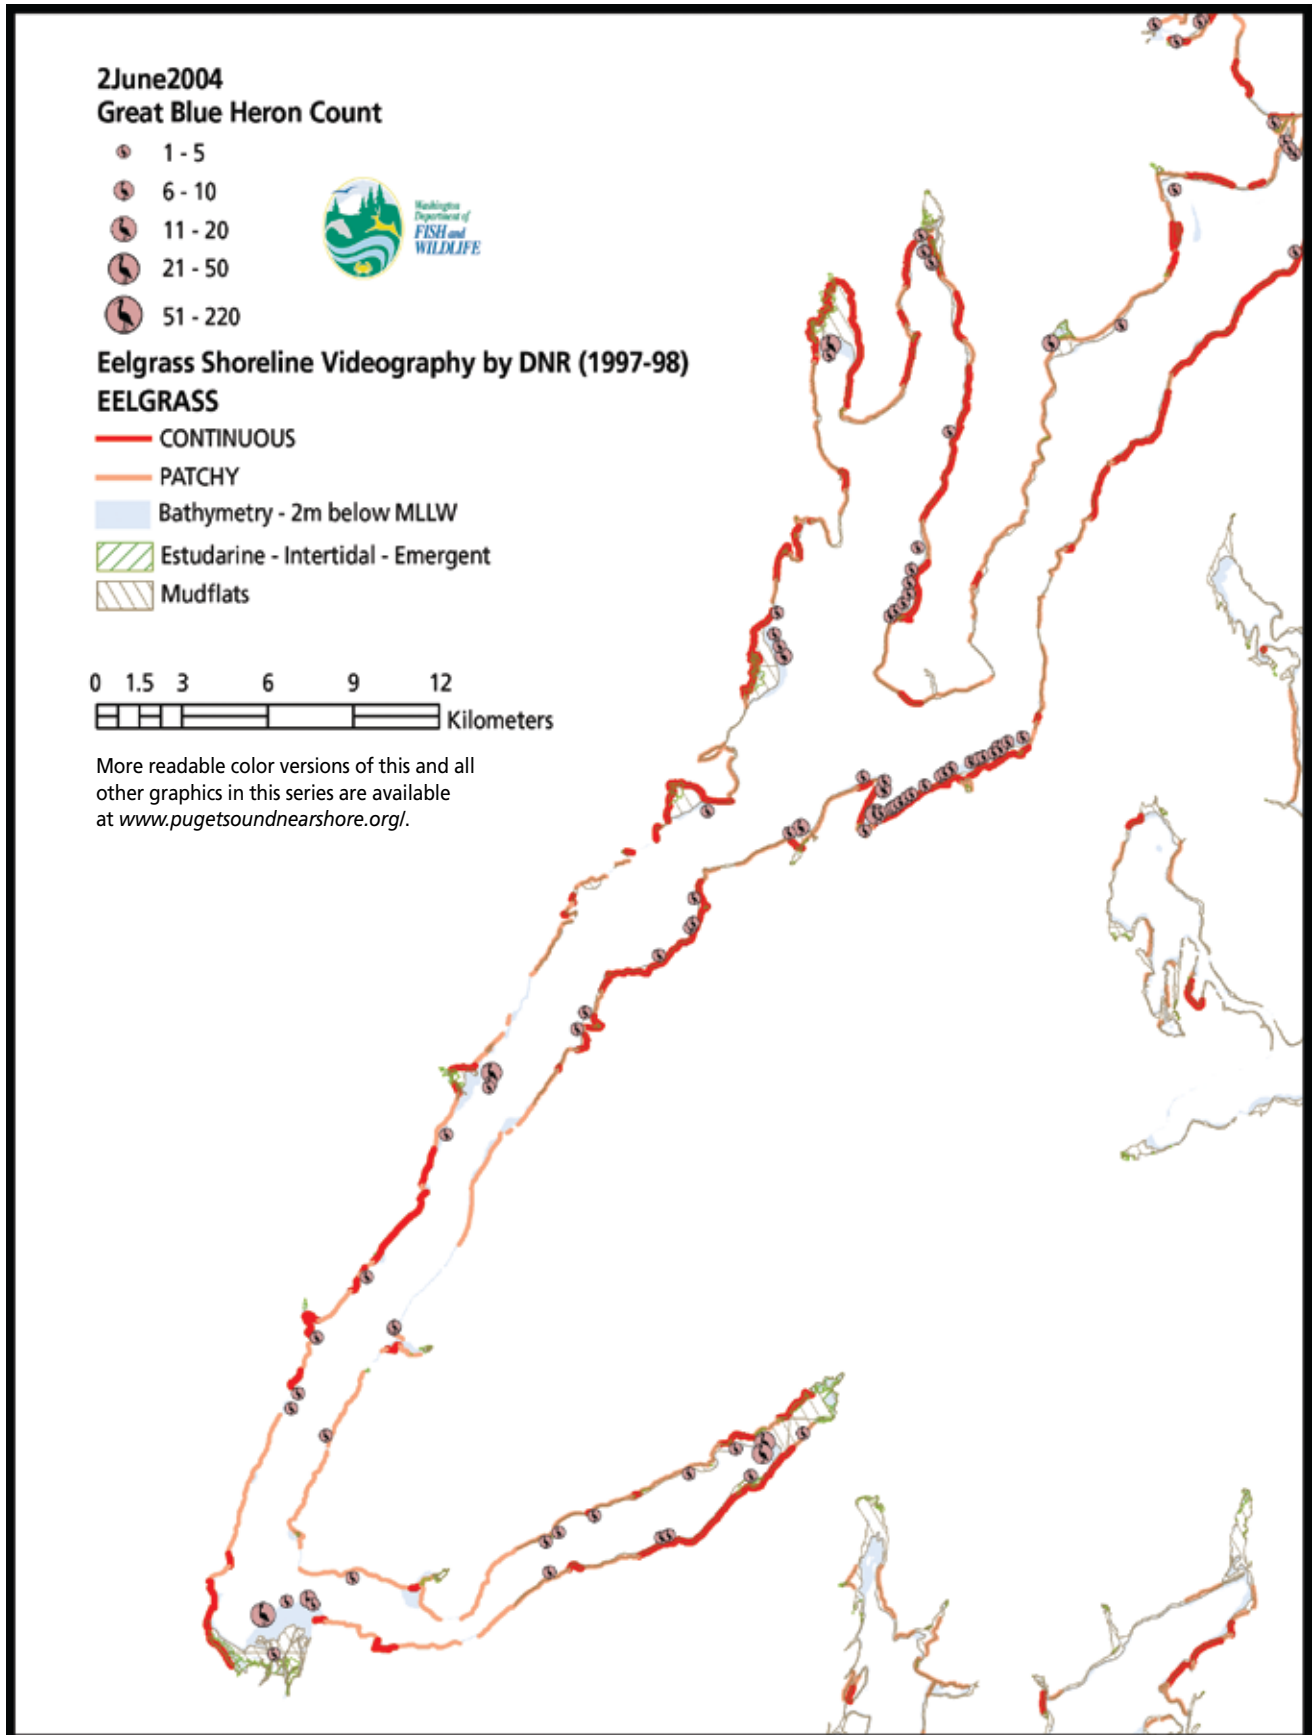 2June2004
Great Blue Heron Count
1 - 5
6 - 10
11 - 20
21 - 50
51 - 220
Washington
Department of
FISH and
WILDLIFE
Eelgrass Shoreline Videography by DNR (1997-98)
EELGRASS
CONTINUOUS
PATCHY
Bathymetry - 2m below MLLW
Estudarine - Intertidal - Emergent
Mudflats
0 1.5 3 6 9 12
Kilometers
More readable color versions of this and all
other graphics in this series are available
at www.pugetsoundnearshore.org/.